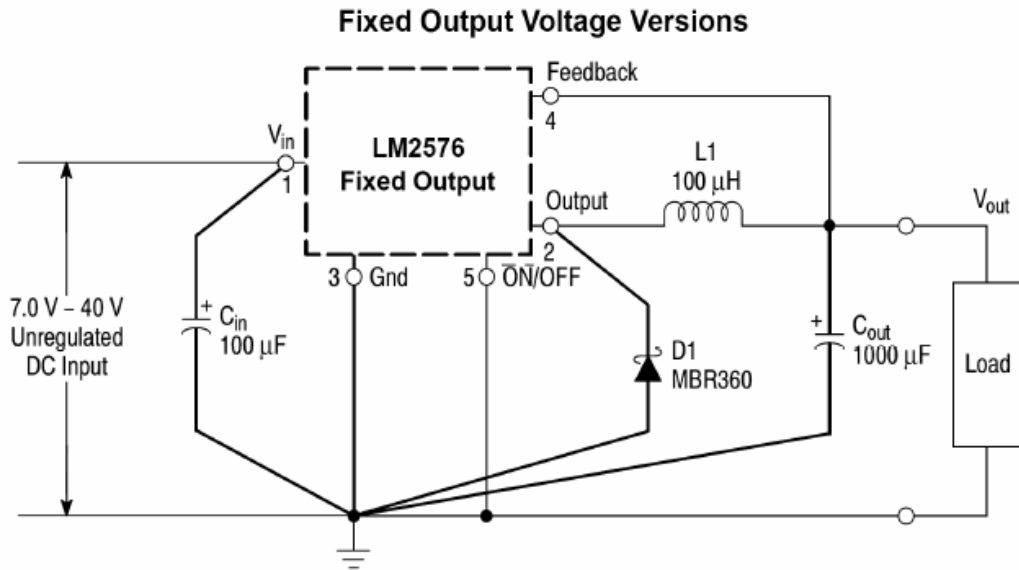 Fixed Output Voltage Versions
Feedback
4
V_in
1
LM2576
Fixed Output
L1
100 μH
Output
2
V_out
3 Gnd
5 O̅N̅/OFF
7.0 V – 40 V
Unregulated
DC Input
+
C_in
100 μF
D1
MBR360
+
C_out
1000 μF
Load